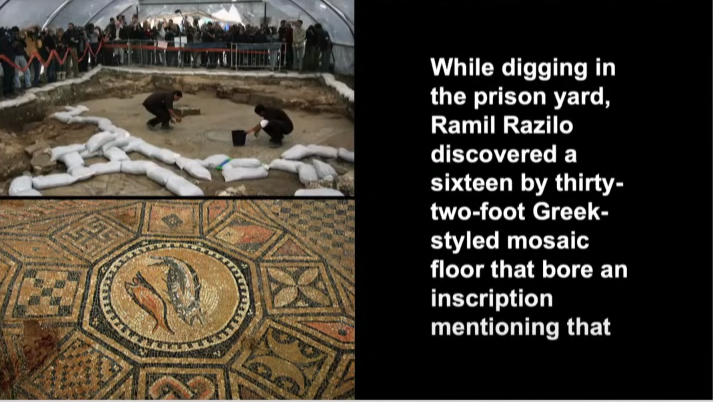 While digging in
the prison yard,
Ramil Razilo
discovered a
sixteen by thirty-
two-foot Greek-
styled mosaic
floor that bore an
inscription
mentioning that